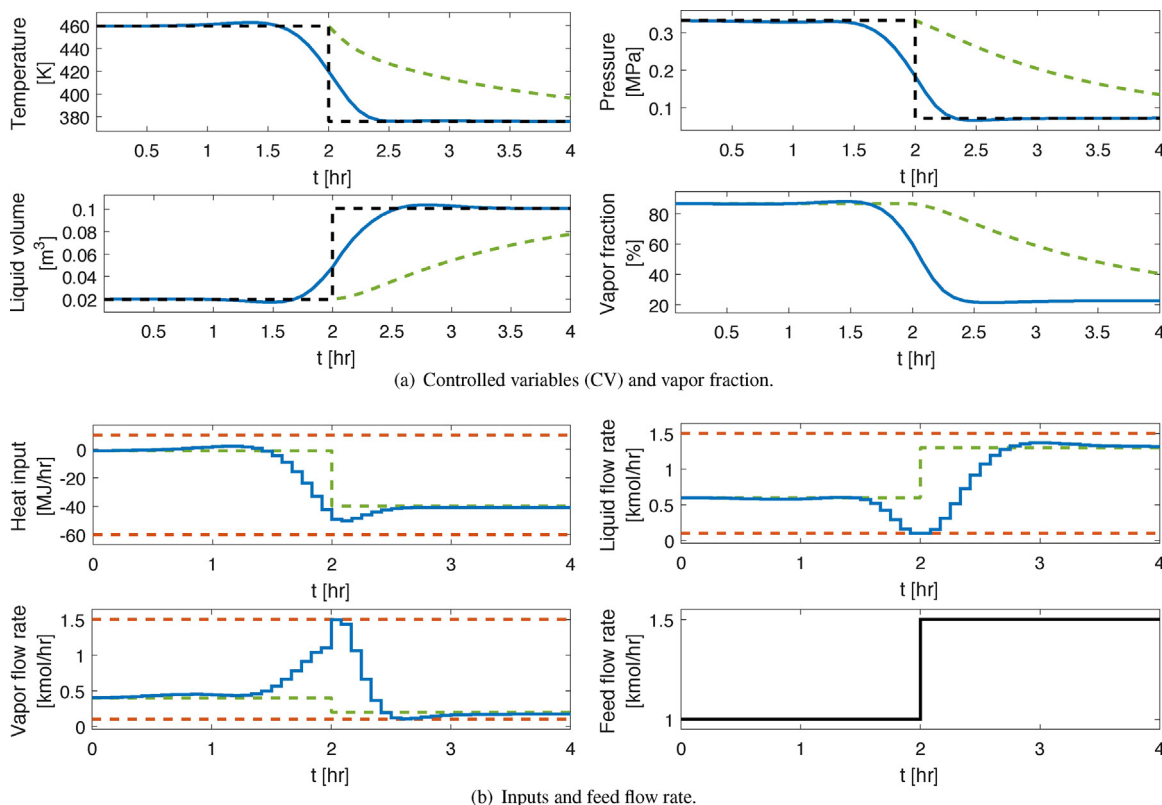 Temperature
[K]
460
440
420
400
380
0.5 1 1.5 2 2.5 3 3.5 4
t [hr]
Pressure
[MPa]
0.3
0.2
0.1
0.5 1 1.5 2 2.5 3 3.5 4
t [hr]
Liquid volume
[m³]
0.1
0.08
0.06
0.04
0.02
0.5 1 1.5 2 2.5 3 3.5 4
t [hr]
Vapor fraction
[%]
80
60
40
20
0.5 1 1.5 2 2.5 3 3.5 4
t [hr]
(a) Controlled variables (CV) and vapor fraction.
Heat input
[MJ/hr]
0
-20
-40
-60
0 1 2 3 4
t [hr]
Liquid flow rate
[kmol/hr]
1.5
1
0.5
0
0 1 2 3 4
t [hr]
Vapor flow rate
[kmol/hr]
1.5
1
0.5
0
0 1 2 3 4
t [hr]
Feed flow rate
[kmol/hr]
1.5
1
0 1 2 3 4
t [hr]
(b) Inputs and feed flow rate.